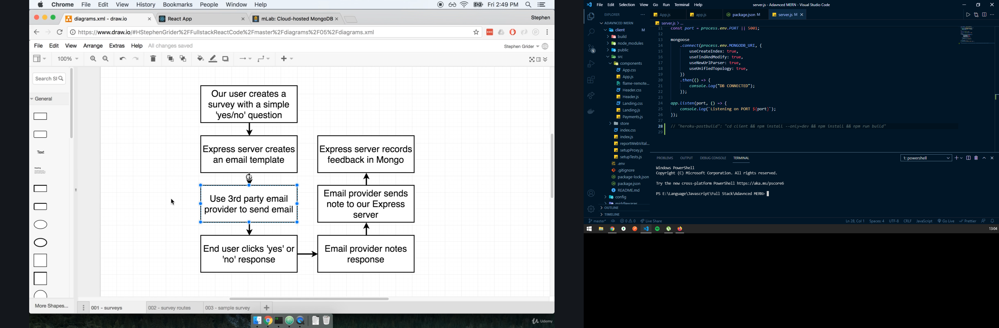 Chrome File Edit View History Bookmarks People Window Help Fri 2:49 PM
diagrams.xml - draw.io React App mLab: Cloud-hosted MongoDB Stephen
https://www.draw.io/#HStephenGrider%2FFullstackReactCode%2Fmaster%2Fdiagrams%2F05%2Fdiagrams.xml
File Edit View Arrange Extras Help All changes saved Stephen Grider
100%
Search Sl
General
Text
Heading
More Shapes...
Our user creates a
survey with a simple
'yes/no' question
Express server creates
an email template
Use 3rd party email
provider to send email
End user clicks 'yes' or
'no' response
Express server records
feedback in Mongo
Email provider sends
note to our Express
server
Email provider notes
response
001 - surveys 002 - survey routes 003 - sample survey
Udemy
File Edit Selection View Go Run Terminal Help server.js - Adavnced MERN - Visual Studio Code
EXPLORER
App.js app.js package.json M server.js M
server.js > ...
ADAVNCED MERN
client M
build
node_modules
public
src
components
App.css
App.js
flame-remote...
Header.css
Header.js
Landing.css
Landing.js
Payments.js
store
index.css
index.js
reportWebVital...
setupProxy.js
setupTests.js
.env
.gitignore
package-lock.json
package.json
README.md
config
middlewares
OUTLINE
TIMELINE
5
11 const port = process.env.PORT || 5001;
12
13 mongoose
14 .connect(process.env.MONGODB_URI, {
15 useCreateIndex: true,
16 useFindAndModify: true,
17 useNewUrlParser: true,
18 useUnifiedTopology: true,
19 })
20 .then(() => {
21 console.log("DB CONNECTED");
22 });
23
24 app.listen(port, () => {
25 console.log(`Listening on PORT ${port}`);
26 });
27
28 // "heroku-postbuild": "cd client && npm install --only=dev && npm install && npm run build"
29
PROBLEMS OUTPUT DEBUG CONSOLE TERMINAL 1: powershell
Windows PowerShell
Copyright (C) Microsoft Corporation. All rights reserved.
Try the new cross-platform PowerShell https://aka.ms/pscore6
PS E:\Language\Javascript\Full Stack\Adavnced MERN>
master* 0 0 Live Share Ln 28, Col 1 Spaces: 4 UTF-8 CRLF JavaScript Go Live Prettier
13:04